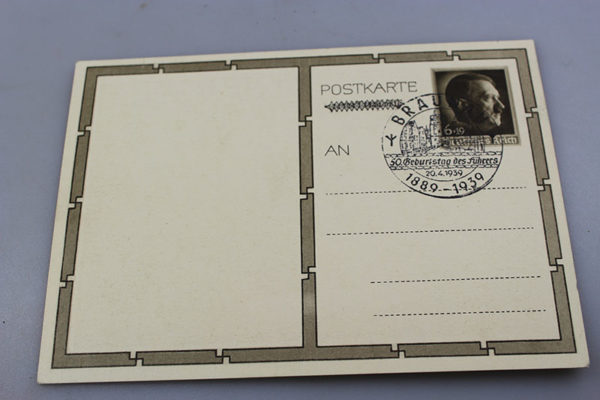 POSTKARTE
AN
6+19
BRAU
50. Geburtstag des Führers
20.4.1939
1889-1939